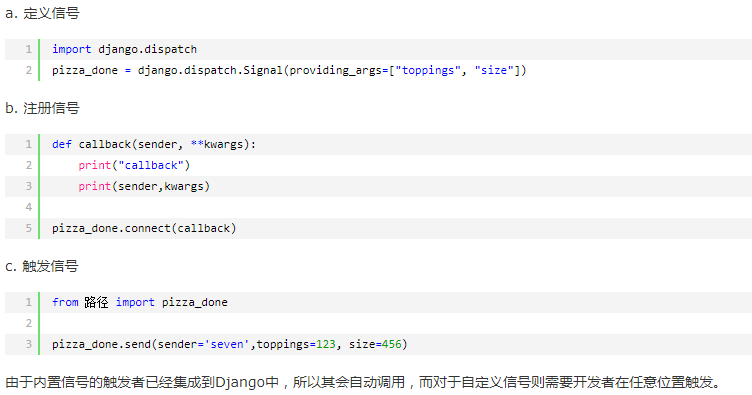 a. 定义信号
1 import django.dispatch
2 pizza_done = django.dispatch.Signal(providing_args=["toppings", "size"])
b. 注册信号
1 def callback(sender, **kwargs):
2     print("callback")
3     print(sender,kwargs)
4
5 pizza_done.connect(callback)
c. 触发信号
1 from 路径 import pizza_done
2
3 pizza_done.send(sender='seven',toppings=123, size=456)
由于内置信号的触发者已经集成到Django中，所以其会自动调用，而对于自定义信号则需要开发者在任意位置触发。